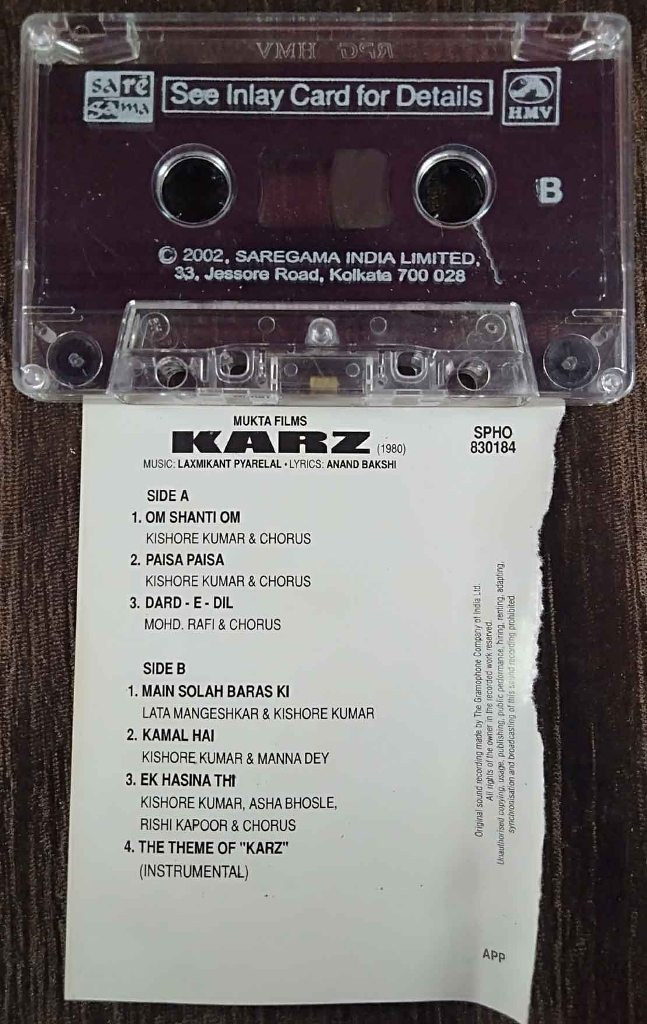 VMH RPG
saRē
Gama
See Inlay Card for Details
HMV
B
© 2002, SAREGAMA INDIA LIMITED,
33, Jessore Road, Kolkata 700 028
MUKTA FILMS
KARZ (1980)
MUSIC: LAXMIKANT PYARELAL • LYRICS: ANAND BAKSHI
SPHO
830184
SIDE A
1. OM SHANTI OM
KISHORE KUMAR & CHORUS
2. PAISA PAISA
KISHORE KUMAR & CHORUS
3. DARD - E - DIL
MOHD. RAFI & CHORUS
SIDE B
1. MAIN SOLAH BARAS KI
LATA MANGESHKAR & KISHORE KUMAR
2. KAMAL HAI
KISHORE KUMAR & MANNA DEY
3. EK HASINA THI
KISHORE KUMAR, ASHA BHOSLE,
RISHI KAPOOR & CHORUS
4. THE THEME OF "KARZ"
(INSTRUMENTAL)
Original sound recording made by The Gramophone Company of India Ltd.
All rights of the owner in the recorded work reserved.
Unauthorised copying, usage, publishing, public performance, hiring, renting, adapting,
synchronisation and broadcasting of this sound recording prohibited
APP